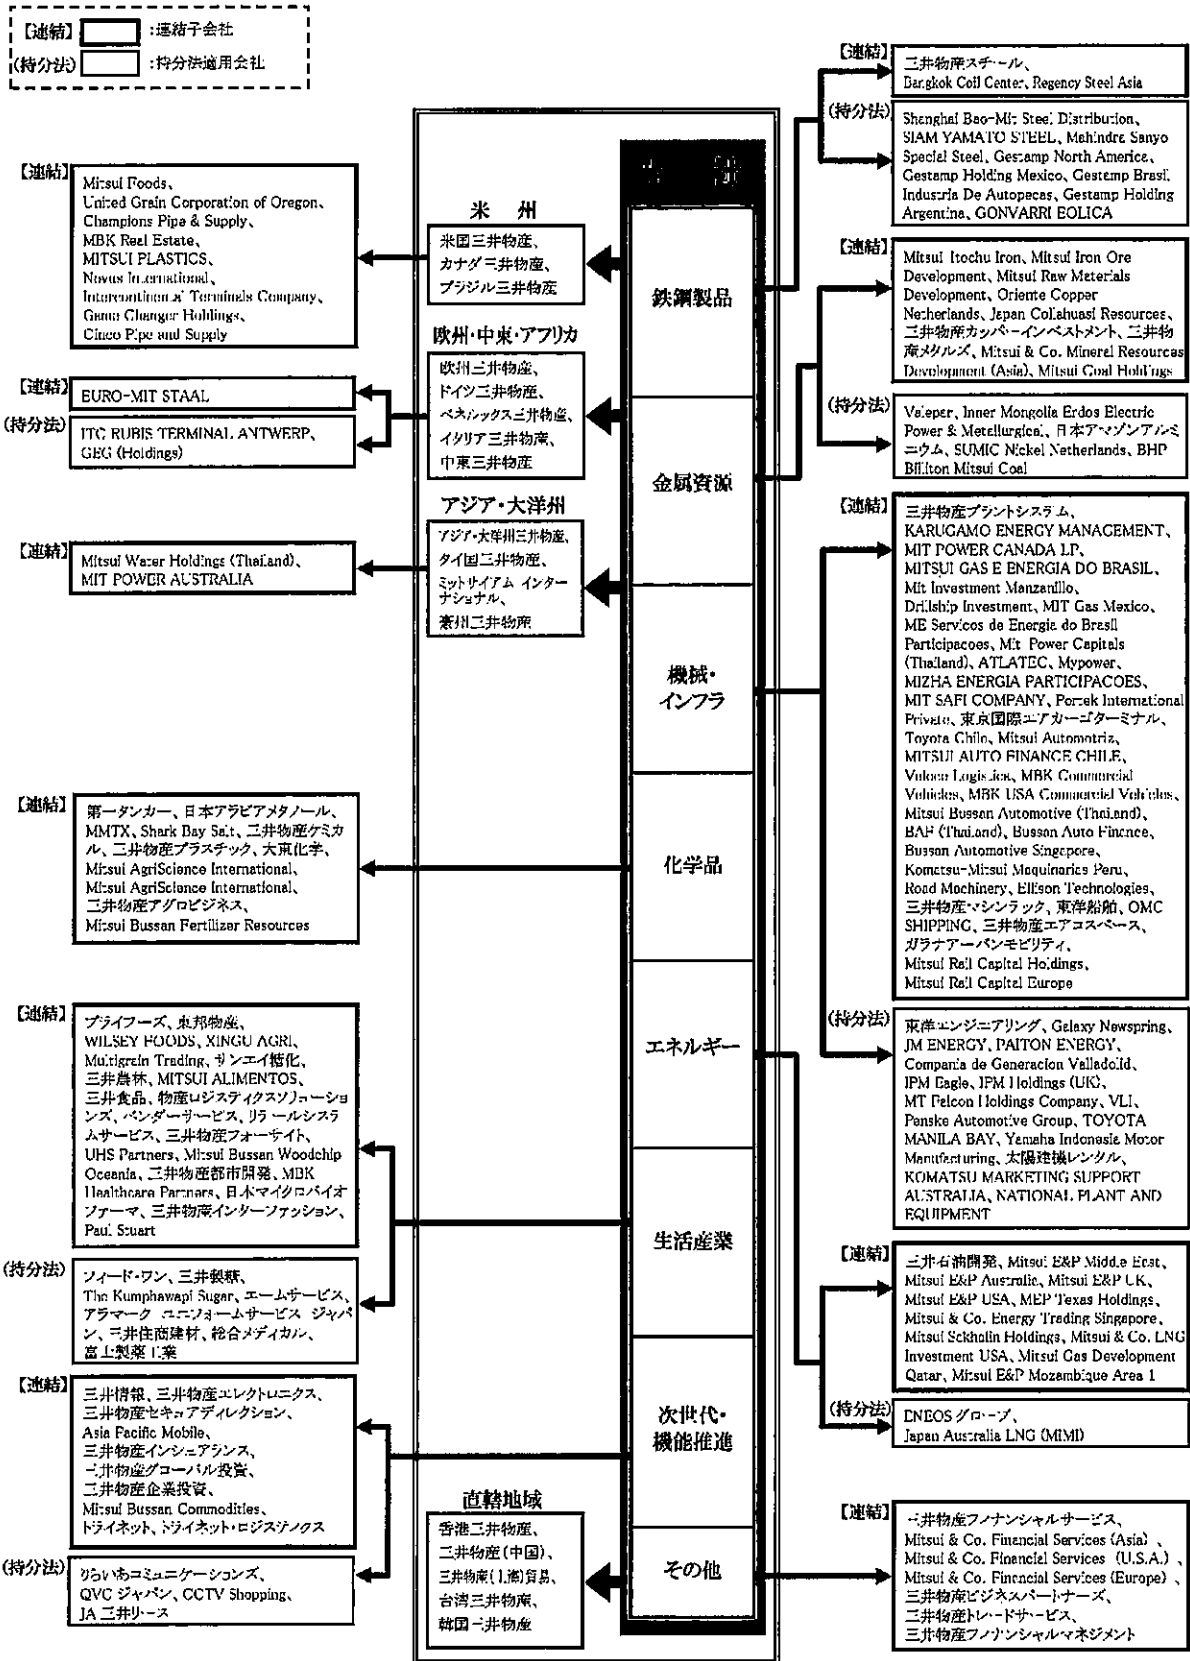 【連結】 :連結子会社
(持分法) :持分法適用会社
【連結】
Mitsui Foods、
United Grain Corporation of Oregon、
Champions Pipe & Supply、
MBK Real Estate、
MITSUI PLASTICS、
Novus International、
Intercontinental Terminals Company、
Game Changer Holdings、
Cinco Pipe and Supply
【連結】
EURO-MIT STAAL
(持分法)
ITC RUBIS TERMINAL ANTWERP、
GEG (Holdings)
【連結】
Mitsui Water Holdings (Thailand)、
MIT POWER AUSTRALIA
【連結】
第一タンカー、日本アラビアメタノール、
MMTX、Shark Bay Salt、三井物産ケミカ
ル、三井物産プラスチック、大東化学、
Mitsui AgriScience International、
Mitsui AgriScience International、
三井物産アグロビジネス、
Mitsui Bussan Fertilizer Resources
【連結】
プライフーズ、東邦物産、
WILSEY FOODS、XINGU AGRI、
Multigrain Trading、サンエイ糖化、
三井農林、MITSUI ALIMENTOS、
三井食品、物産ロジスティクスソリューショ
ンズ、ベンダーサービス、リテールシステ
ムサービス、三井物産フォーサイト、
UHS Partners、Mitsui Bussan Woodchip
Oceania、三井物産都市開発、MBK
Healthcare Partners、日本マイクロバイオ
ファーマ、三井物産インターファッション、
Paul Stuart
(持分法)
フィード・ワン、三井製糖、
The Kumphawapi Sugar、エームサービス、
アラマーク ユニフォームサービス ジャパ
ン、三井住商建材、総合メディカル、
富士製薬工業
【連結】
三井情報、三井物産エレクトロニクス、
三井物産セキュアディレクション、
Asia Pacific Mobile、
三井物産インシュアランス、
三井物産グローバル投資、
三井物産企業投資、
Mitsui Bussan Commodities、
トライネット、トライネット・ロジスティクス
(持分法)
りらいあコミュニケーションズ、
QVC ジャパン、CCTV Shopping、
JA 三井リース
米 州
米国三井物産、
カナダ三井物産、
ブラジル三井物産
欧州・中東・アフリカ
欧州三井物産、
ドイツ三井物産、
ベネルックス三井物産、
イタリア三井物産、
中東三井物産
アジア・大洋州
アジア・大洋州三井物産、
タイ国三井物産、
ミットサイアム インター
ナショナル、
豪州三井物産
直轄地域
香港三井物産、
三井物産(中国)、
三井物産(上海)貿易、
台湾三井物産、
韓国三井物産
鉄鋼製品
金属資源
機械・
インフラ
化学品
エネルギー
生活産業
次世代・
機能推進
その他
【連結】
三井物産スチール、
Bangkok Coil Center、Regency Steel Asia
(持分法)
Shanghai Bao-Mit Steel Distribution、
SIAM YAMATO STEEL、Mahindra Sanyo
Special Steel、Gestamp North America、
Gestamp Holding Mexico、Gestamp Brasil
Industria De Autopecas、Gestamp Holding
Argentina、GONVARRI EOLICA
【連結】
Mitsui Itochu Iron、Mitsui Iron Ore
Development、Mitsui Raw Materials
Development、Oriente Copper
Netherlands、Japan Collahuasi Resources、
三井物産カッパーインベストメント、三井物
産メタルズ、Mitsui & Co. Mineral Resources
Development (Asia)、Mitsui Coal Holdings
(持分法)
Valepar、Inner Mongolia Erdos Electric
Power & Metallurgical、日本アマゾンアルミ
ニウム、SUMIC Nickel Netherlands、BHP
Billiton Mitsui Coal
【連結】
三井物産プラントシステム、
KARUGAMO ENERGY MANAGEMENT、
MIT POWER CANADA LP、
MITSUI GAS E ENERGIA DO BRASIL、
Mit Investment Manzanillo、
Drillship Investment、MIT Gas Mexico、
ME Servicos de Energia do Brasil
Participacoes、Mit Power Capitals
(Thailand)、ATLATEC、Mypower、
MIZHA ENERGIA PARTICIPACOES、
MIT SAFI COMPANY、Portek International
Private、東京国際エアカーゴターミナル、
Toyota Chile、Mitsui Automotriz、
MITSUI AUTO FINANCE CHILE、
Veloce Logistica、MBK Commercial
Vehicles、MBK USA Commercial Vehicles、
Mitsui Bussan Automotive (Thailand)、
BAF (Thailand)、Bussan Auto Finance、
Bussan Automotive Singapore、
Komatsu-Mitsui Maquinarias Peru、
Road Machinery、Ellison Technologies、
三井物産マシンテック、東洋船舶、OMC
SHIPPING、三井物産エアロスペース、
ガラナアーバンモビリティ、
Mitsui Rail Capital Holdings、
Mitsui Rail Capital Europe
(持分法)
東洋エンジニアリング、Galaxy Newspring、
JM ENERGY、PAITON ENERGY、
Compania de Generacion Valladolid、
IPM Eagle、IPM Holdings (UK)、
MT Falcon Holdings Company、VLI、
Penske Automotive Group、TOYOTA
MANILA BAY、Yamaha Indonesia Motor
Manufacturing、太陽建機レンタル、
KOMATSU MARKETING SUPPORT
AUSTRALIA、NATIONAL PLANT AND
EQUIPMENT
【連結】
三井石油開発、Mitsui E&P Middle East、
Mitsui E&P Australia、Mitsui E&P UK、
Mitsui E&P USA、MEP Texas Holdings、
Mitsui & Co. Energy Trading Singapore、
Mitsui Sakhalin Holdings、Mitsui & Co. LNG
Investment USA、Mitsui Gas Development
Qatar、Mitsui E&P Mozambique Area 1
(持分法)
ENEOS グローブ、
Japan Australia LNG (MIMI)
【連結】
三井物産フィナンシャルサービス、
Mitsui & Co. Financial Services (Asia) 、
Mitsui & Co. Financial Services (U.S.A.) 、
Mitsui & Co. Financial Services (Europe) 、
三井物産ビジネスパートナーズ、
三井物産トレードサービス、
三井物産フィナンシャルマネジメント